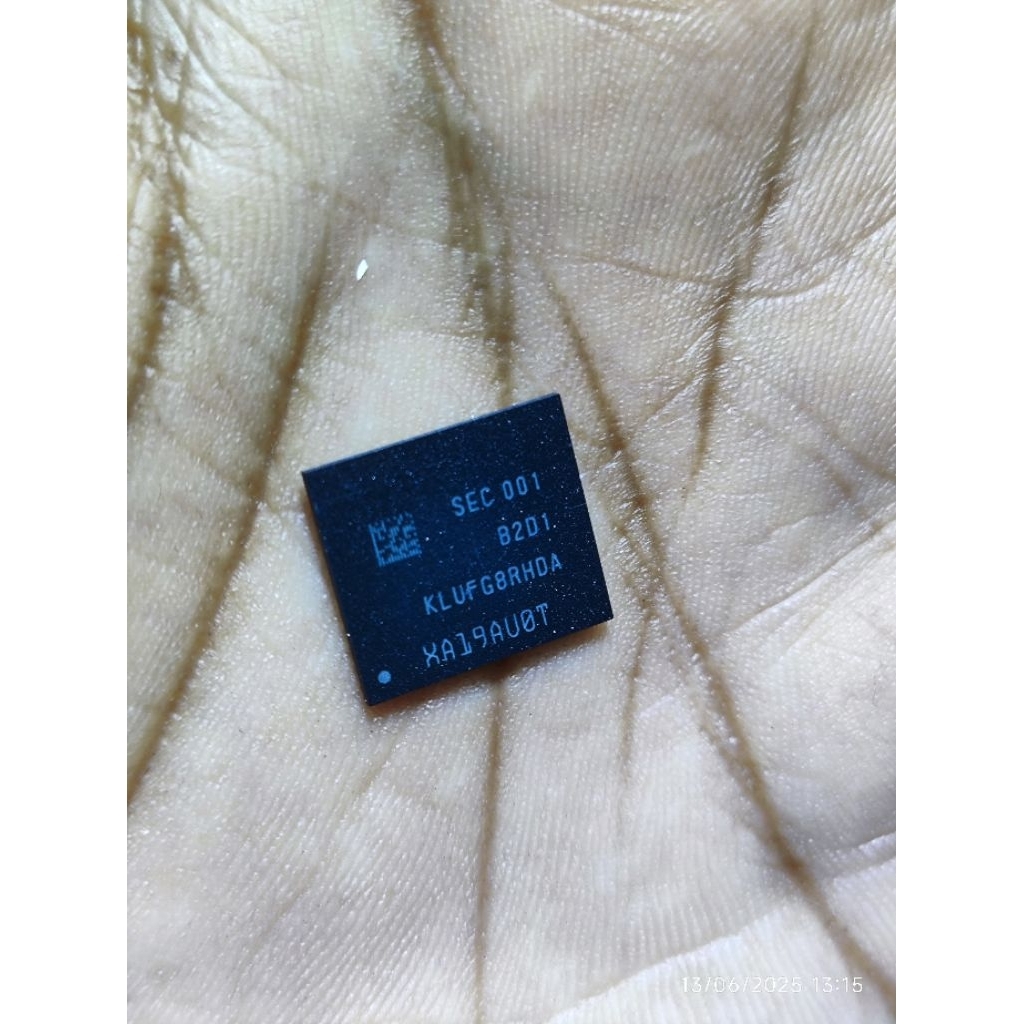 SEC 001
B2D1
KLUFG8RHDA
XA19AU0T
13/06/2025 13:15